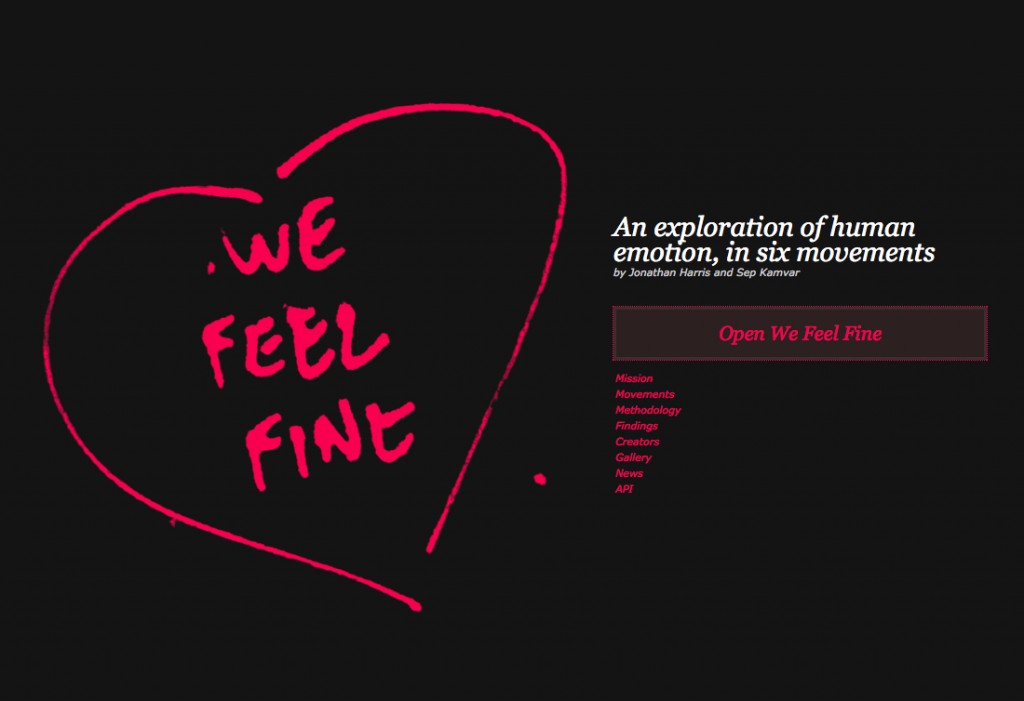 WE
FEEL
FINE
An exploration of human
emotion, in six movements
by Jonathan Harris and Sep Kamvar
Open We Feel Fine
Mission
Movements
Methodology
Findings
Creators
Gallery
News
API